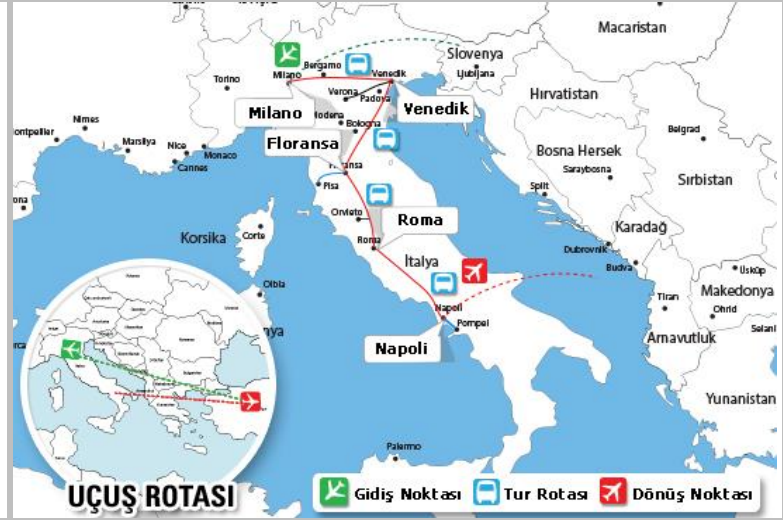 Macaristan
Slovenya
Ljubljana
Bergamo
Milano
Venedik
Torino
Verona
Padova
Hırvatistan
Milano
Venedik
Modena
Bologna
Floransa
Nimes
Marsilya
Nice
Monaco
Cannes
Belgrad
Bosna Hersek
Saraybosna
Sırbistan
Pisa
Split
Orvieto
Roma
Karadağ
Korsika
Corte
Roma
İtalya
Dubrovnik
Budva
Üsküp
Olbia
Tiran
Makedonya
Ohrid
Napoli
Pompei
Arnavutluk
Napoli
Yunanistan
Palermo
UÇUŞ ROTASI
Gidiş Noktası
Tur Rotası
Dönüş Noktası